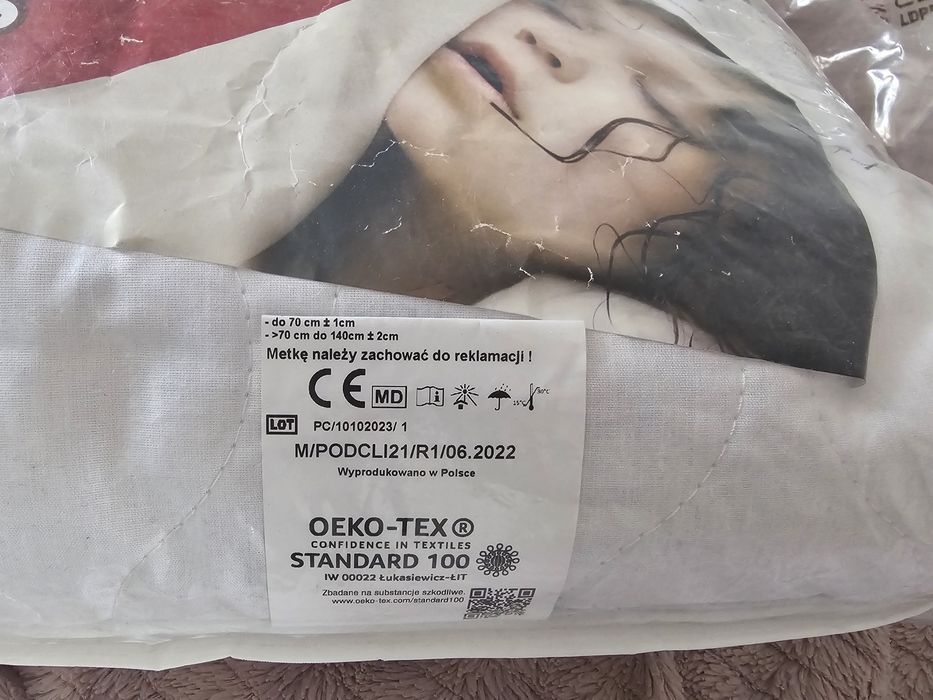 - do 70 cm ± 1cm
- >70 cm do 140cm ± 2cm
Metkę należy zachować do reklamacji !
CE MD
LOT PC/10102023/ 1
M/PODCLI21/R1/06.2022
Wyprodukowano w Polsce
OEKO-TEX®
CONFIDENCE IN TEXTILES
STANDARD 100
IW 00022 Łukasiewicz-ŁIT
Zbadane na substancje szkodliwe.
www.oeko-tex.com/standard100